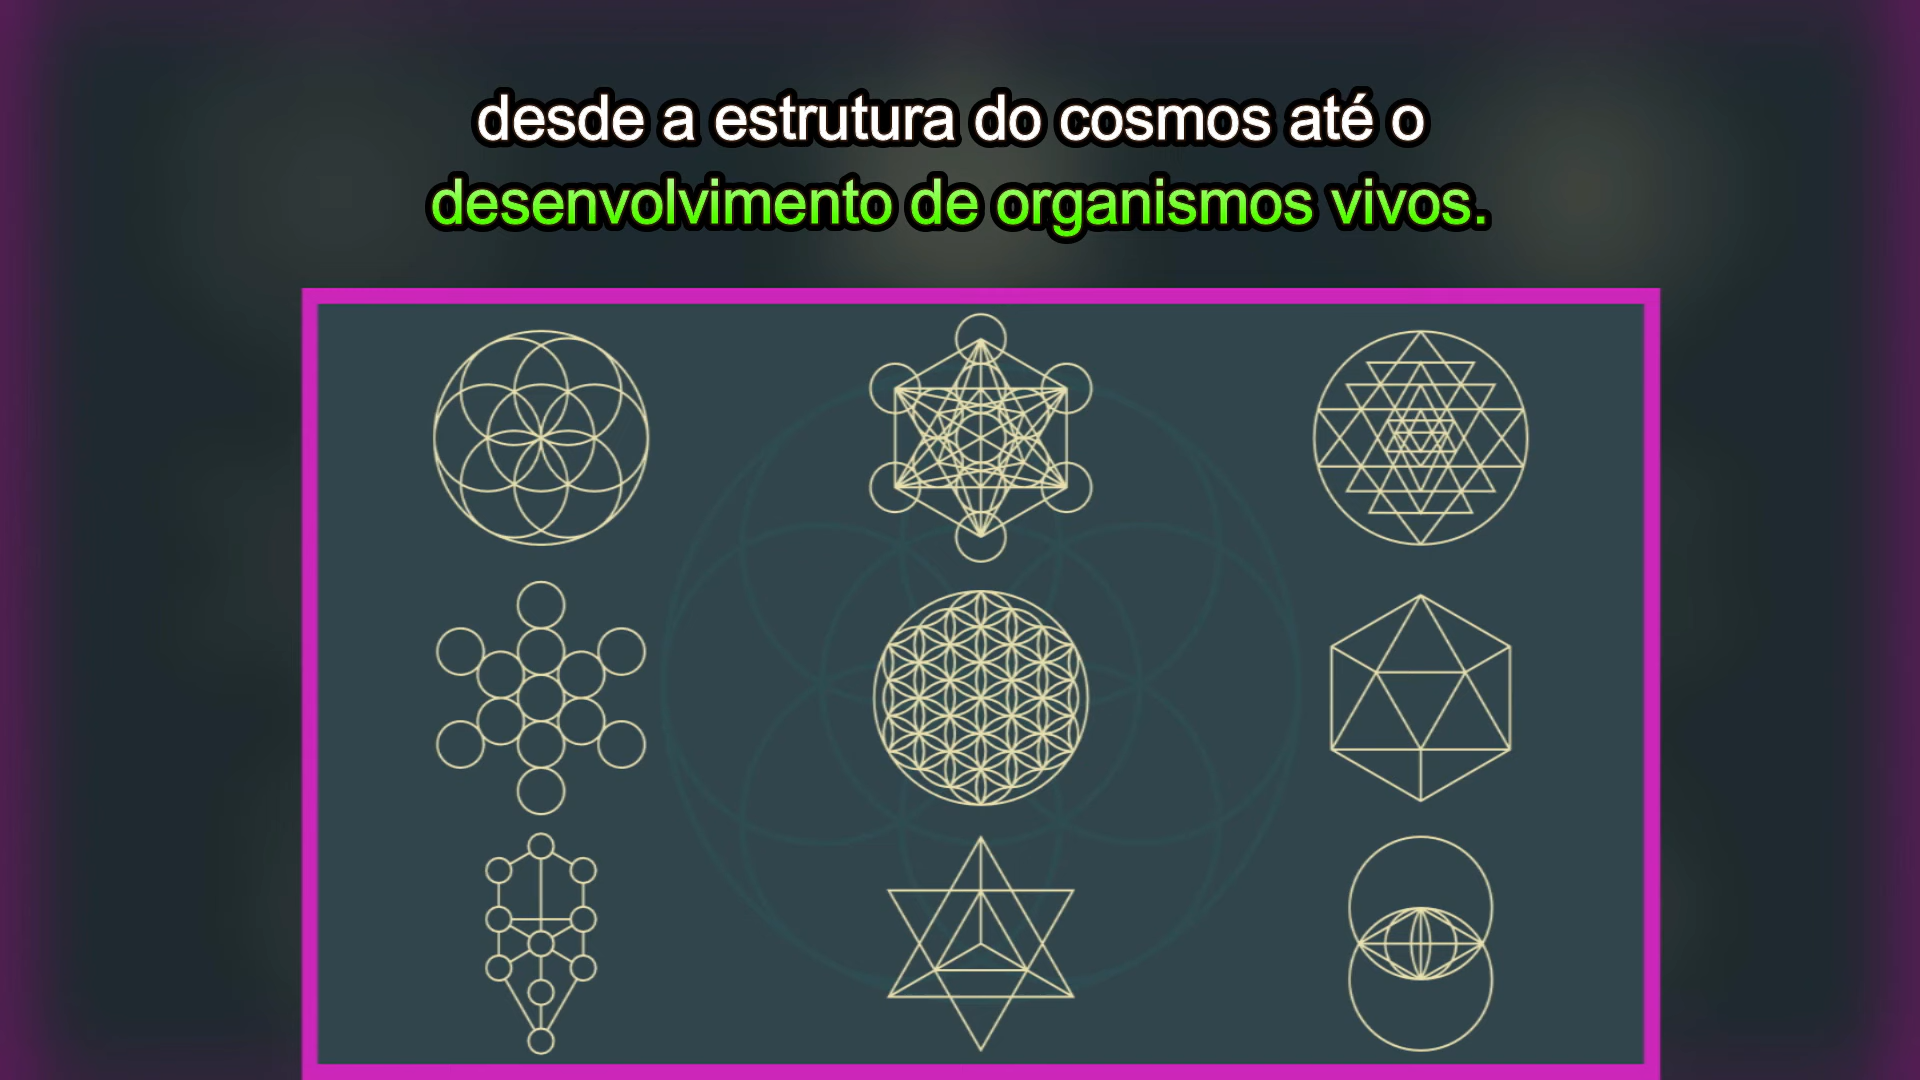 desde a estrutura do cosmos até o
desenvolvimento de organismos vivos.